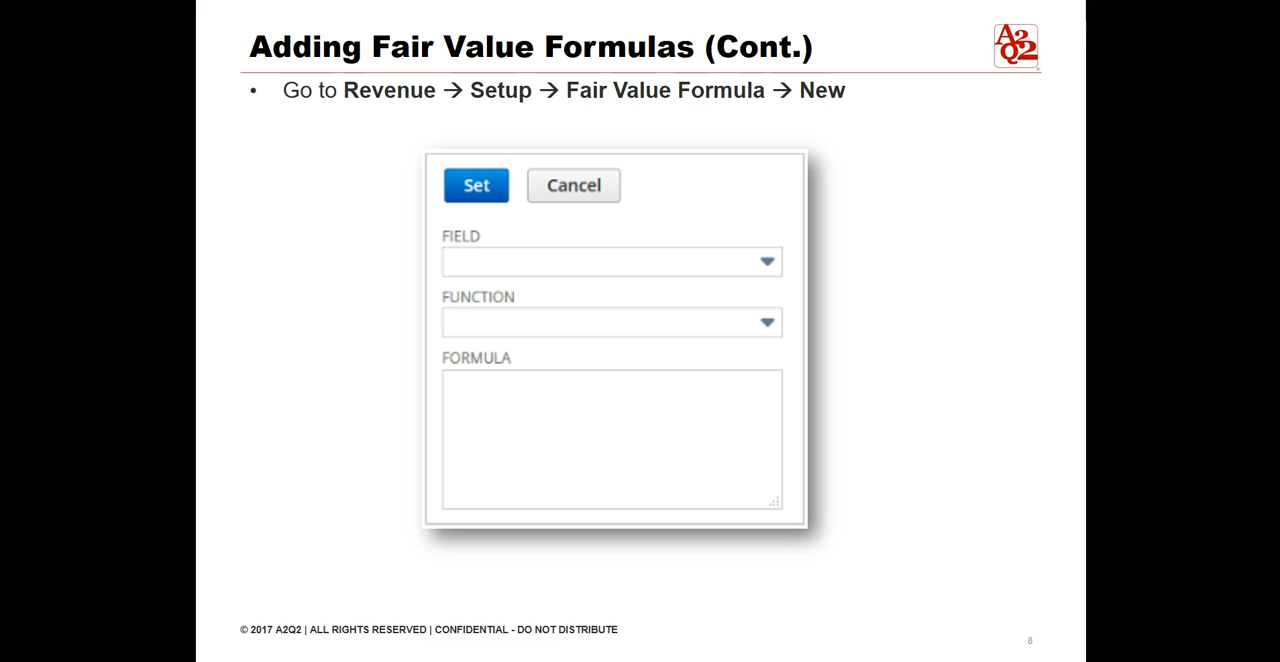 Adding Fair Value Formulas (Cont.)
A2Q2
• Go to Revenue → Setup → Fair Value Formula → New
Set Cancel
FIELD
FUNCTION
FORMULA
© 2017 A2Q2 | ALL RIGHTS RESERVED | CONFIDENTIAL - DO NOT DISTRIBUTE
8